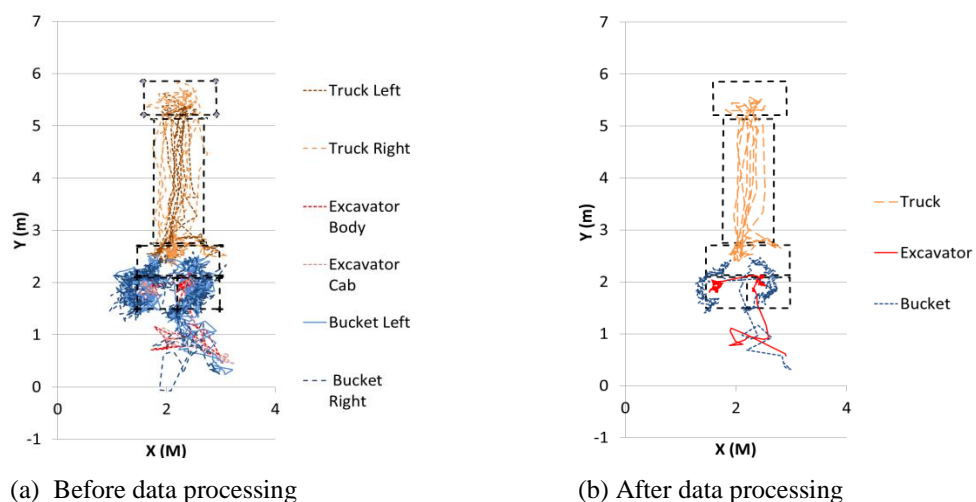 7
6
5
4
3
2
1
0
-1
0
2
4
Y (m)
X (M)
Truck Left
Truck Right
Excavator
Body
Excavator
Cab
Bucket Left
Bucket
Right
(a) Before data processing
7
6
5
4
3
2
1
0
-1
0
2
4
Y (m)
X (M)
Truck
Excavator
Bucket
(b) After data processing